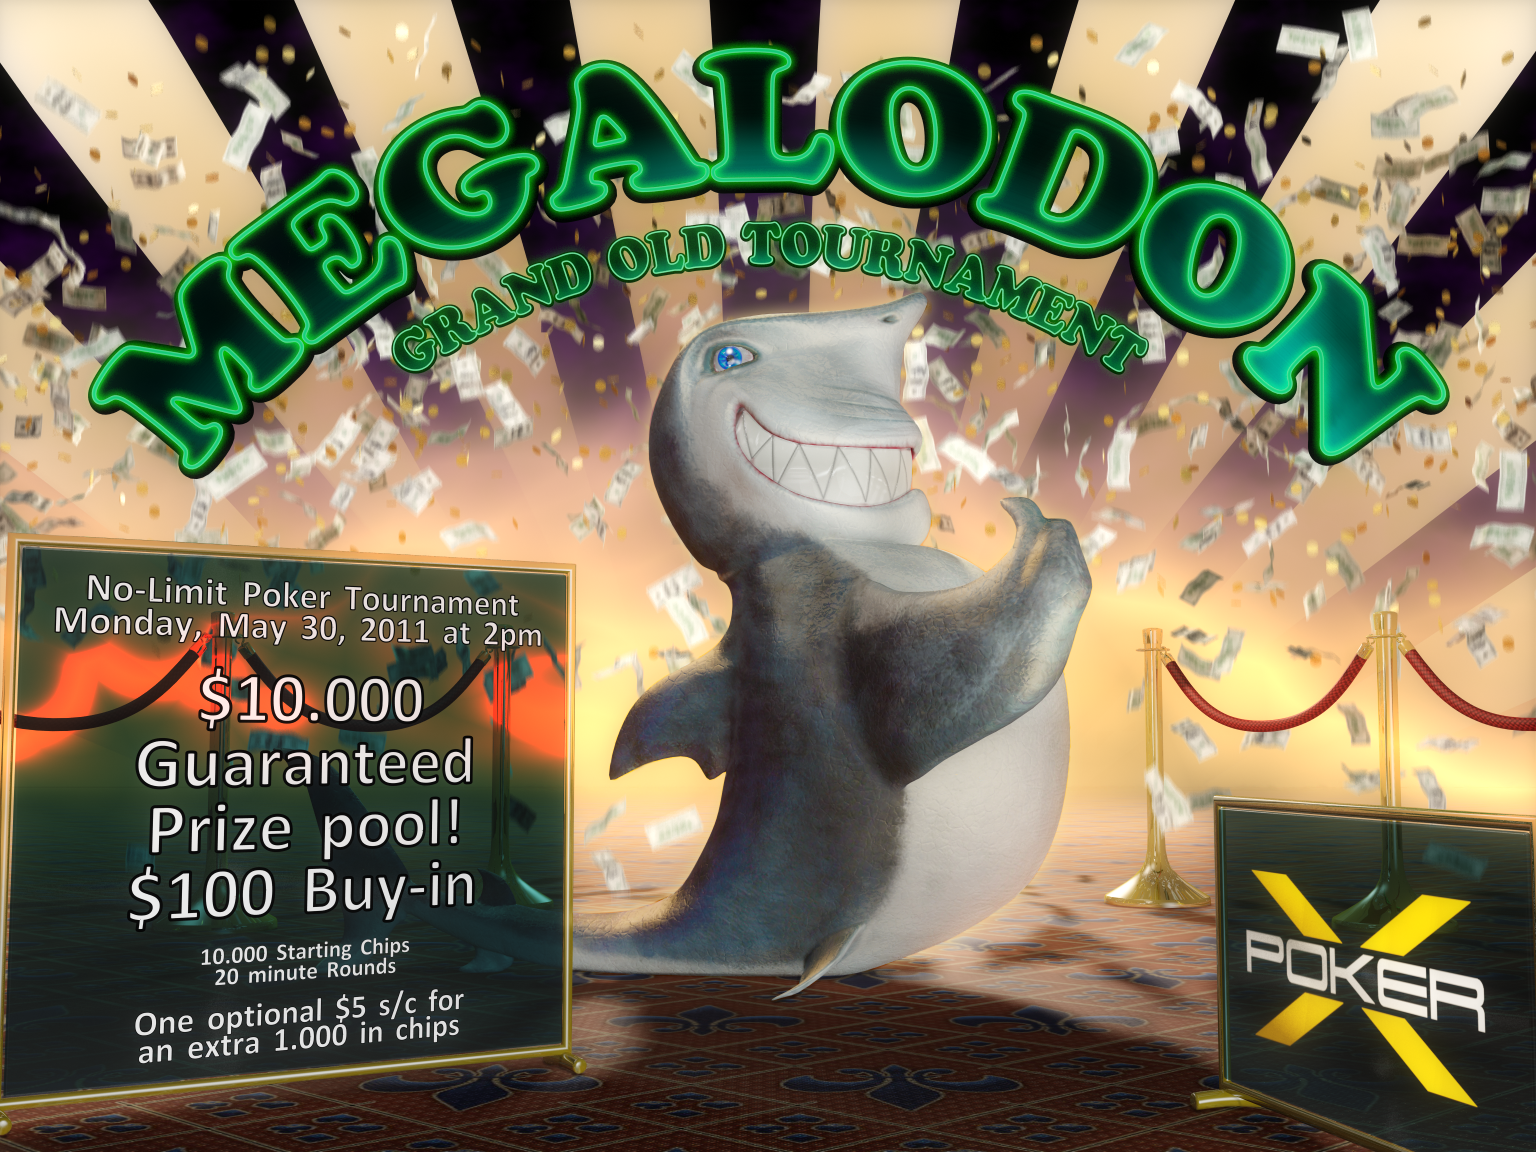 MEGALODON
GRAND OLD TOURNAMENT
No-Limit Poker Tournament
Monday, May 30, 2011 at 2pm
$10.000
Guaranteed
Prize pool!
$100 Buy-in
10.000 Starting Chips
20 minute Rounds
One optional $5 s/c for
an extra 1.000 in chips
X
POKER